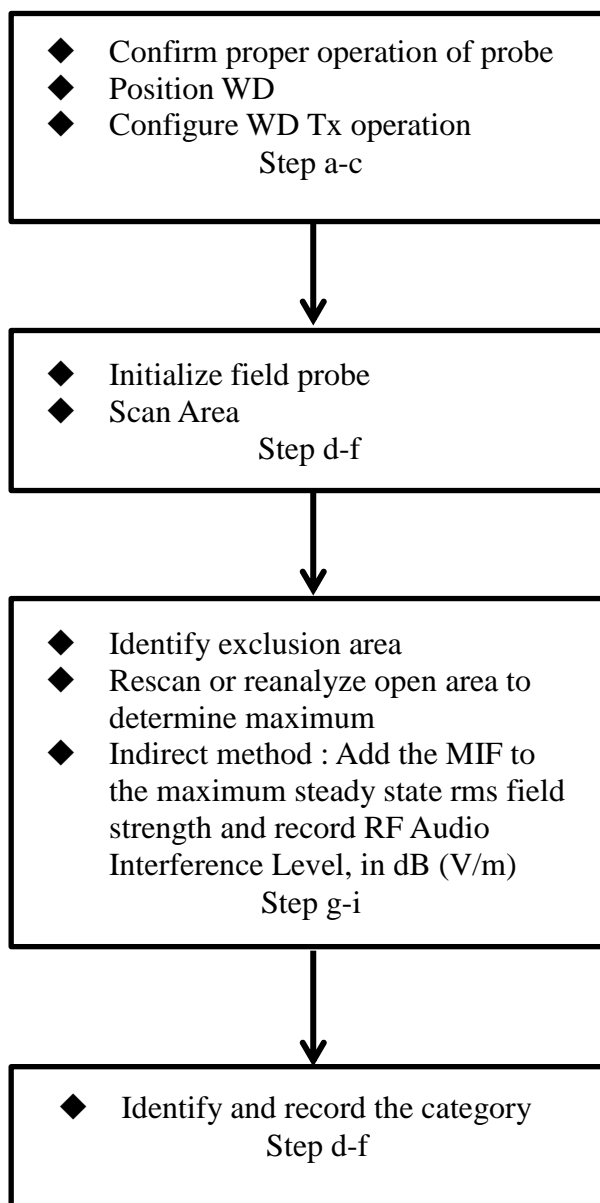 ◆ Confirm proper operation of probe
◆ Position WD
◆ Configure WD Tx operation
Step a-c
◆ Initialize field probe
◆ Scan Area
Step d-f
◆ Identify exclusion area
◆ Rescan or reanalyze open area to
determine maximum
◆ Indirect method : Add the MIF to
the maximum steady state rms field
strength and record RF Audio
Interference Level, in dB (V/m)
Step g-i
◆ Identify and record the category
Step d-f